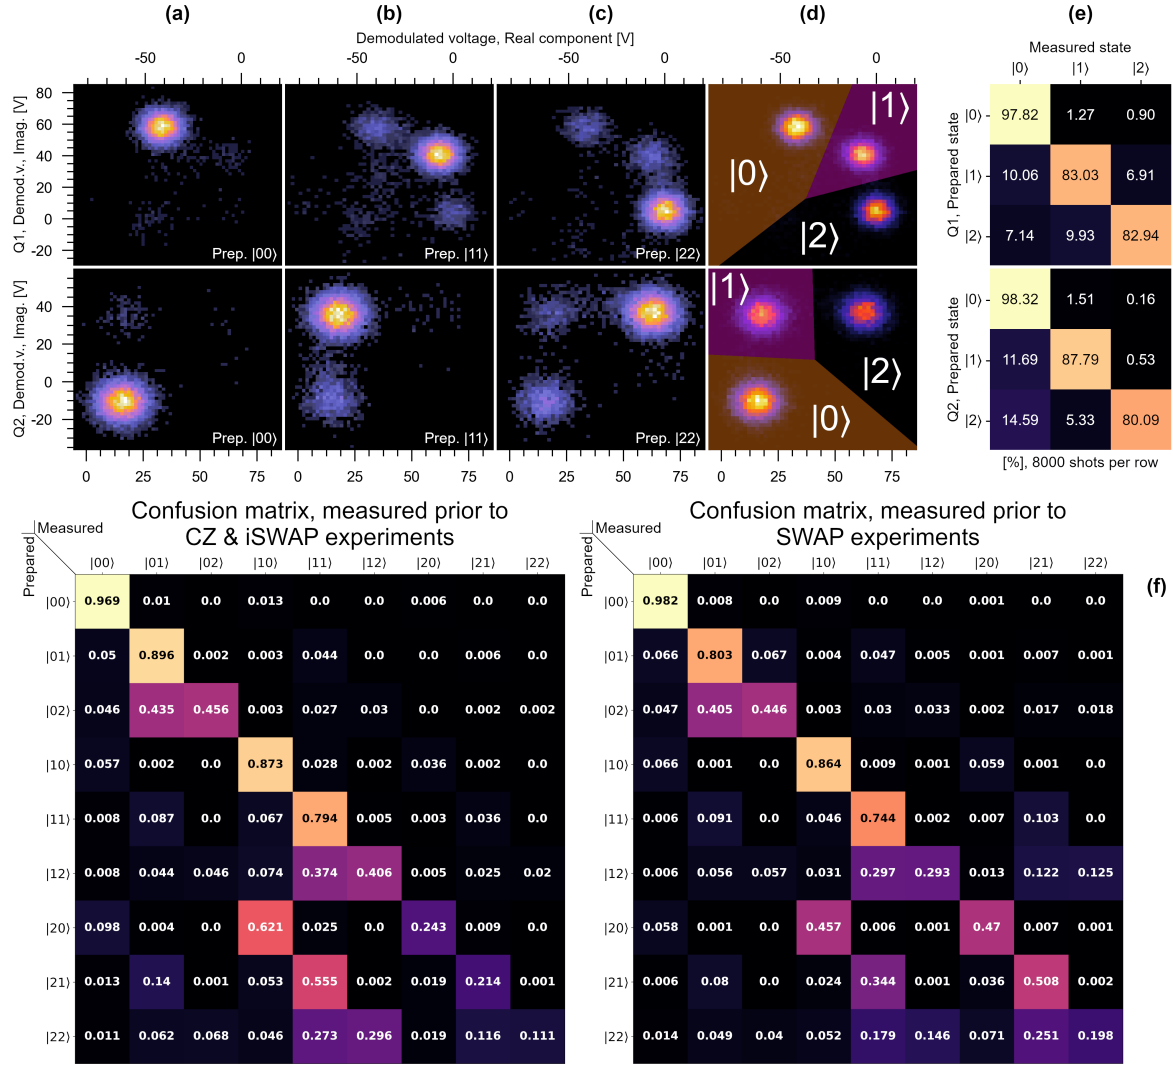 (a) (b) (c) (d) (e)
Demodulated voltage, Real component [V]
-50 0 -50 0 -50 0 -50 0
Measured state
|0⟩ |1⟩ |2⟩
Q1, Demod.v., Imag. [V]
80
60
40
20
0
-20
Prep. |00⟩ Prep. |11⟩ Prep. |22⟩
|0⟩ |1⟩ |2⟩
Q1, Prepared state
|0⟩ 97.82 1.27 0.90
|1⟩ 10.06 83.03 6.91
|2⟩ 7.14 9.93 82.94
Q2, Demod.v., Imag. [V]
40
20
0
-20
Prep. |00⟩ Prep. |11⟩ Prep. |22⟩
|1⟩ |2⟩ |0⟩
Q2, Prepared state
|0⟩ 98.32 1.51 0.16
|1⟩ 11.69 87.79 0.53
|2⟩ 14.59 5.33 80.09
[%], 8000 shots per row
0 25 50 75 0 25 50 75 0 25 50 75 0 25 50 75
Confusion matrix, measured prior to
CZ & iSWAP experiments
Measured
Prepared
|00⟩ |01⟩ |02⟩ |10⟩ |11⟩ |12⟩ |20⟩ |21⟩ |22⟩
|00⟩ 0.969 0.01 0.0 0.013 0.0 0.0 0.006 0.0 0.0
|01⟩ 0.05 0.896 0.002 0.003 0.044 0.0 0.0 0.006 0.0
|02⟩ 0.046 0.435 0.456 0.003 0.027 0.03 0.0 0.002 0.002
|10⟩ 0.057 0.002 0.0 0.873 0.028 0.002 0.036 0.002 0.0
|11⟩ 0.008 0.087 0.0 0.067 0.794 0.005 0.003 0.036 0.0
|12⟩ 0.008 0.044 0.046 0.074 0.374 0.406 0.005 0.025 0.02
|20⟩ 0.098 0.004 0.0 0.621 0.025 0.0 0.243 0.009 0.0
|21⟩ 0.013 0.14 0.001 0.053 0.555 0.002 0.019 0.214 0.001
|22⟩ 0.011 0.062 0.068 0.046 0.273 0.296 0.019 0.116 0.111
Confusion matrix, measured prior to
SWAP experiments
Measured
Prepared
|00⟩ |01⟩ |02⟩ |10⟩ |11⟩ |12⟩ |20⟩ |21⟩ |22⟩
|00⟩ 0.982 0.008 0.0 0.009 0.0 0.0 0.001 0.0 0.0
|01⟩ 0.066 0.803 0.067 0.004 0.047 0.005 0.001 0.007 0.001
|02⟩ 0.047 0.405 0.446 0.003 0.03 0.033 0.002 0.017 0.018
|10⟩ 0.066 0.001 0.0 0.864 0.009 0.001 0.059 0.001 0.0
|11⟩ 0.006 0.091 0.0 0.046 0.744 0.002 0.007 0.103 0.0
|12⟩ 0.006 0.056 0.057 0.031 0.297 0.293 0.013 0.122 0.125
|20⟩ 0.058 0.001 0.0 0.457 0.006 0.001 0.47 0.007 0.001
|21⟩ 0.006 0.08 0.0 0.024 0.344 0.001 0.036 0.508 0.002
|22⟩ 0.014 0.049 0.04 0.052 0.179 0.146 0.071 0.251 0.198
(f)